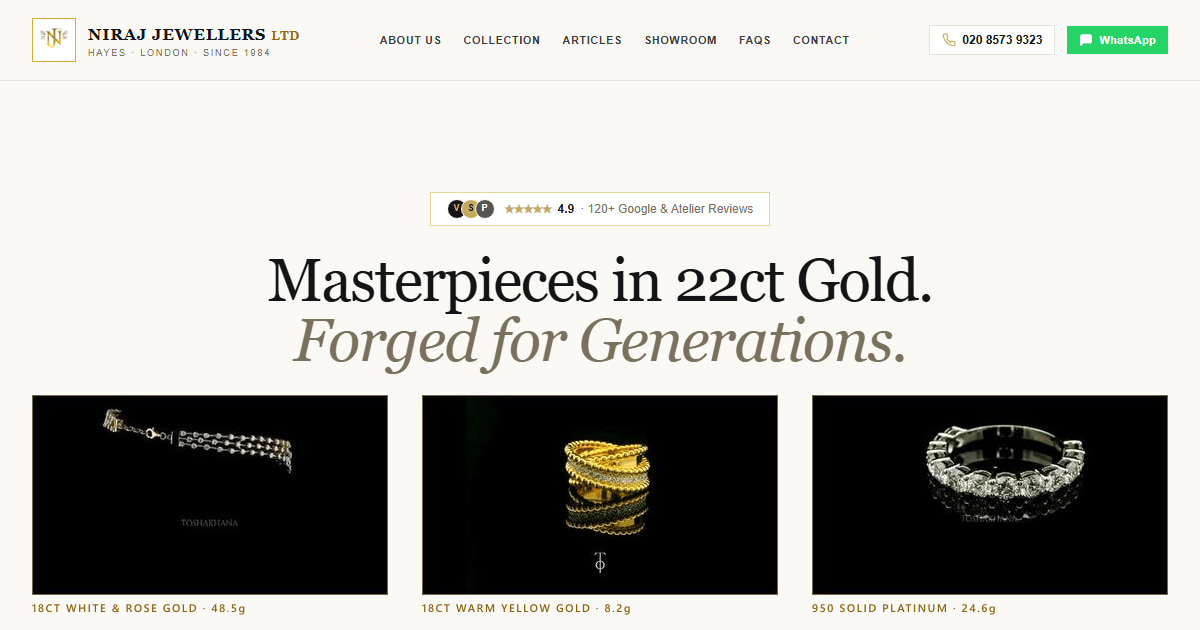 NIRAJ JEWELLERS LTD
HAYES · LONDON · SINCE 1984
ABOUT US COLLECTION ARTICLES SHOWROOM FAQS CONTACT
020 8573 9323
WhatsApp
V S P ★★★★★ 4.9 · 120+ Google & Atelier Reviews
Masterpieces in 22ct Gold.
Forged for Generations.
TOSHAKHANA
18CT WHITE & ROSE GOLD · 48.5g
18CT WARM YELLOW GOLD · 8.2g
950 SOLID PLATINUM · 24.6g